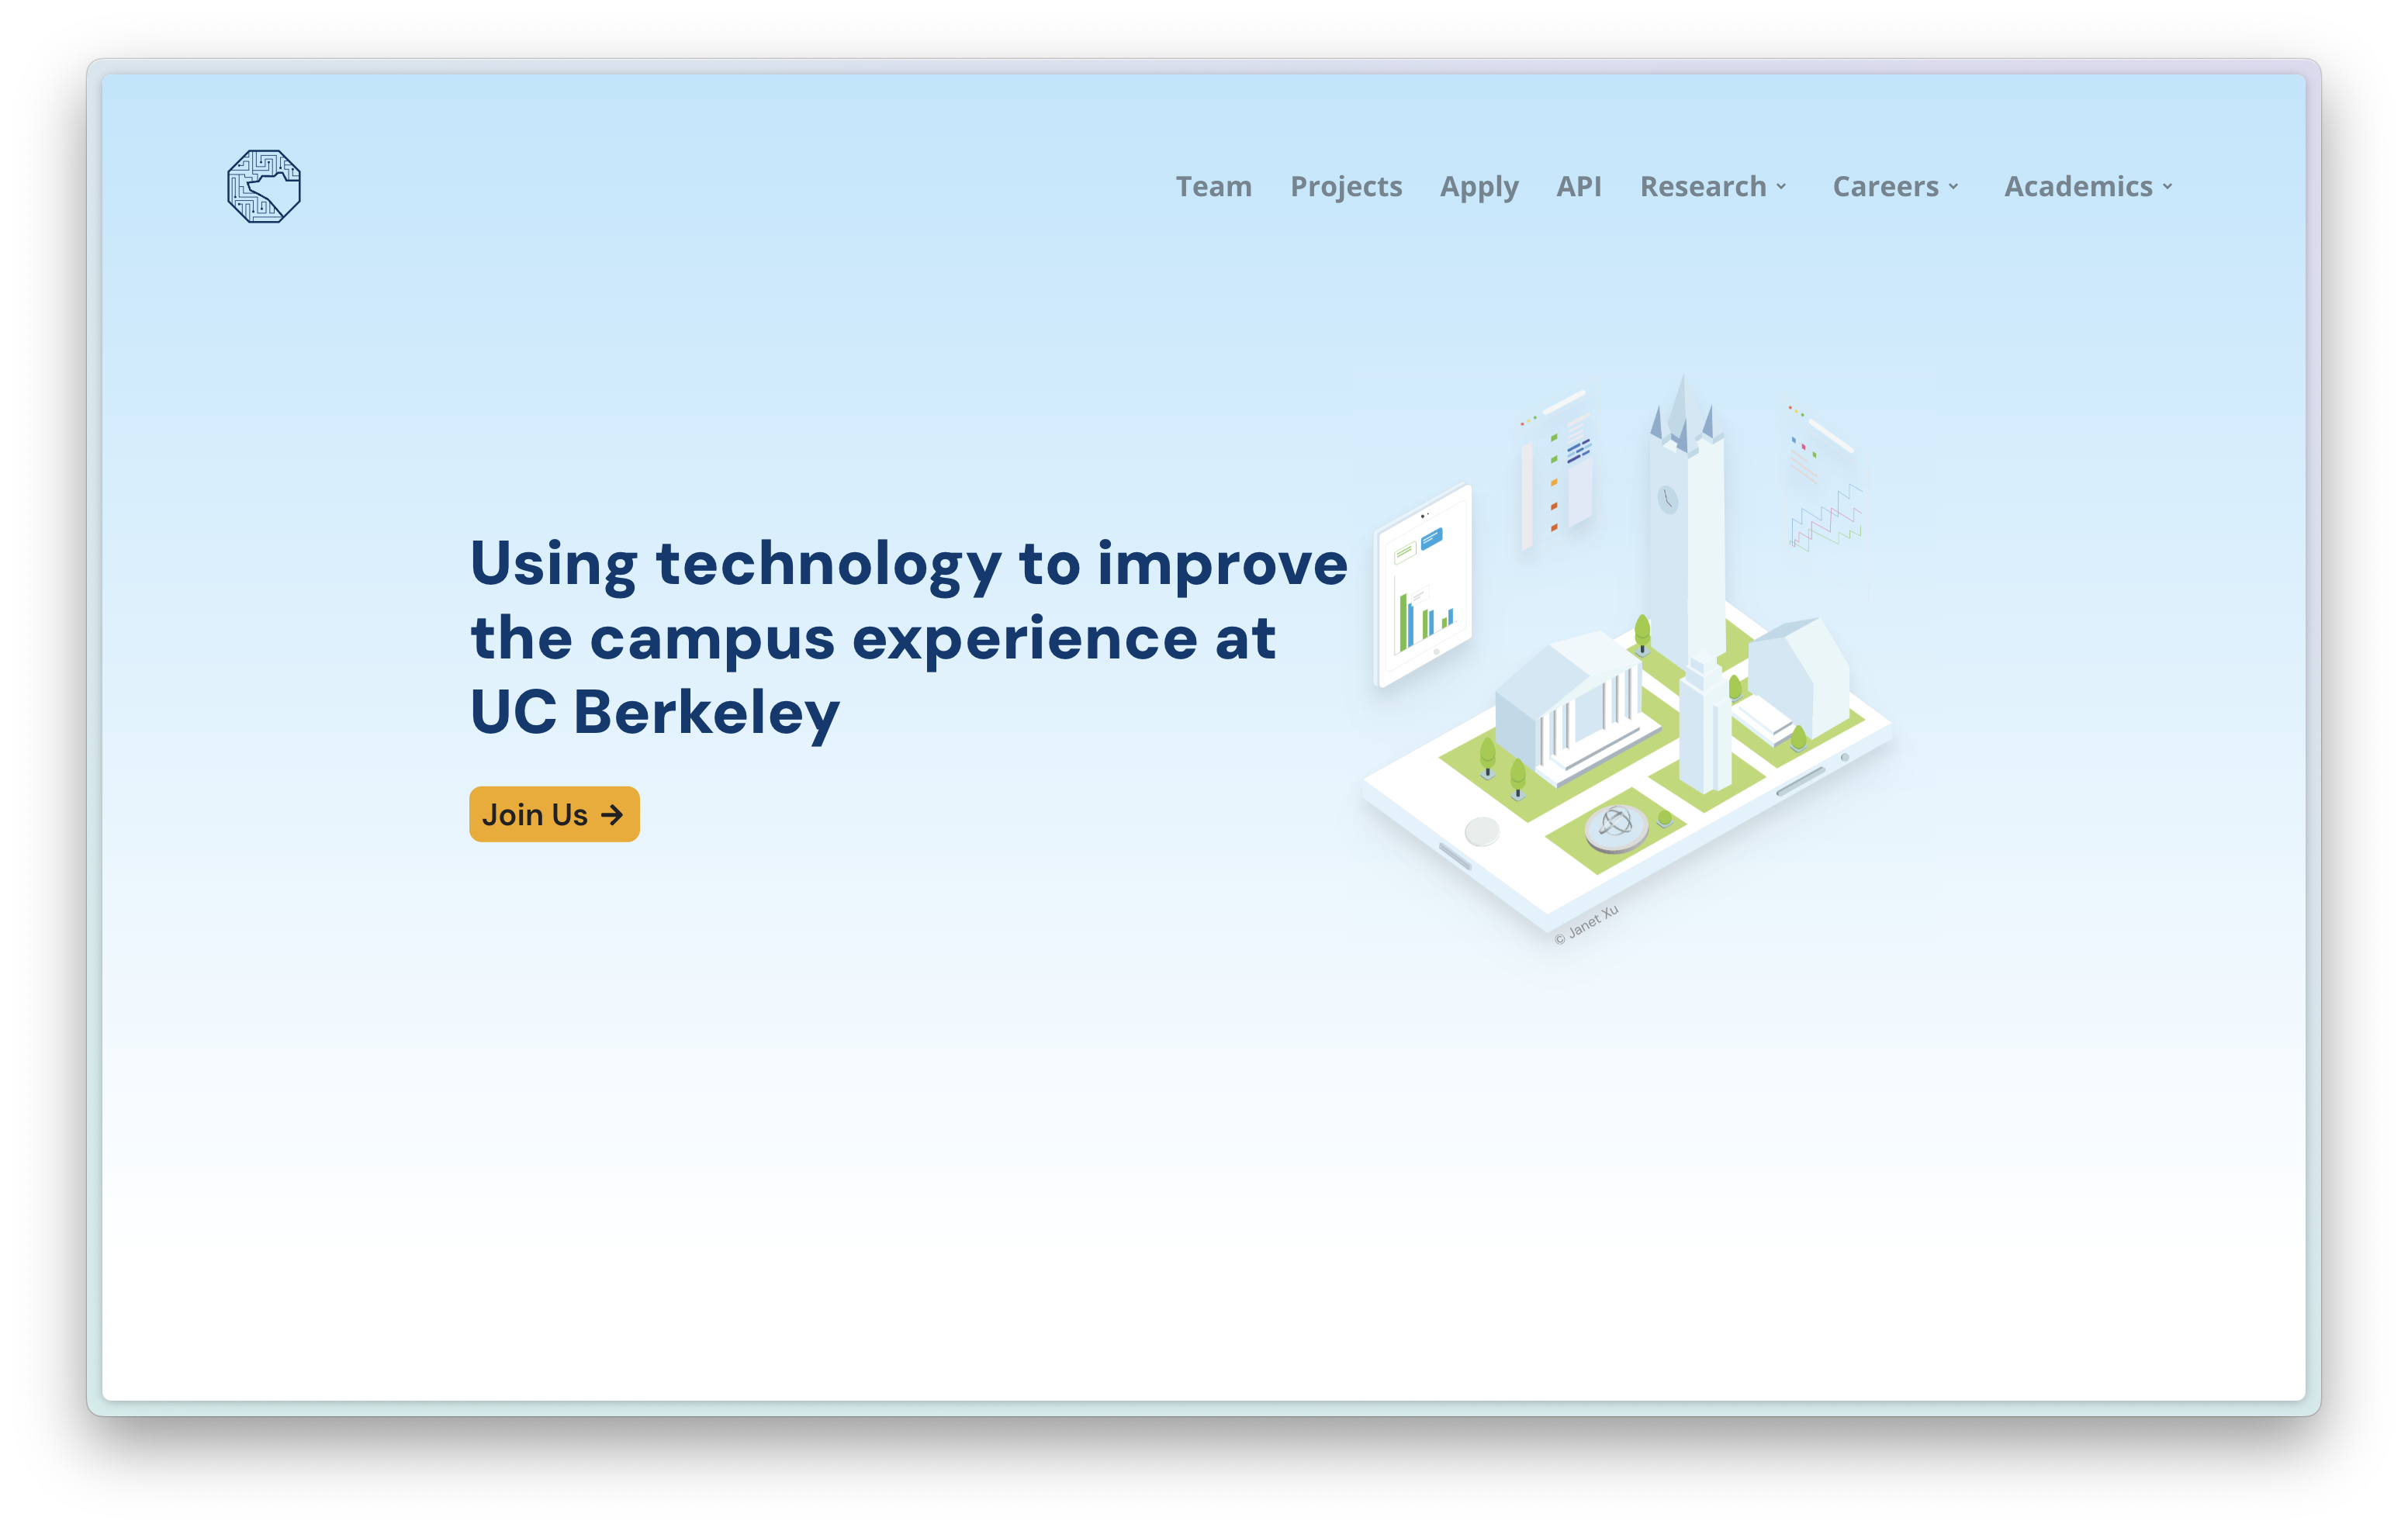 Team Projects Apply API Research Careers Academics
Using technology to improve
the campus experience at
UC Berkeley
Join Us →
© Janet Xu